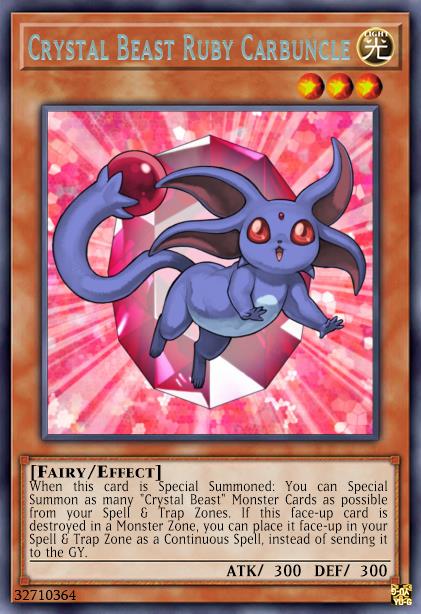 Crystal Beast Ruby Carbuncle
LIGHT
光
[Fairy/Effect]
When this card is Special Summoned: You can Special
Summon as many "Crystal Beast" Monster Cards as possible
from your Spell & Trap Zones. If this face-up card is
destroyed in a Monster Zone, you can place it face-up in your
Spell & Trap Zone as a Continuous Spell, instead of sending it
to the GY.
ATK/ 300 DEF/ 300
32710364